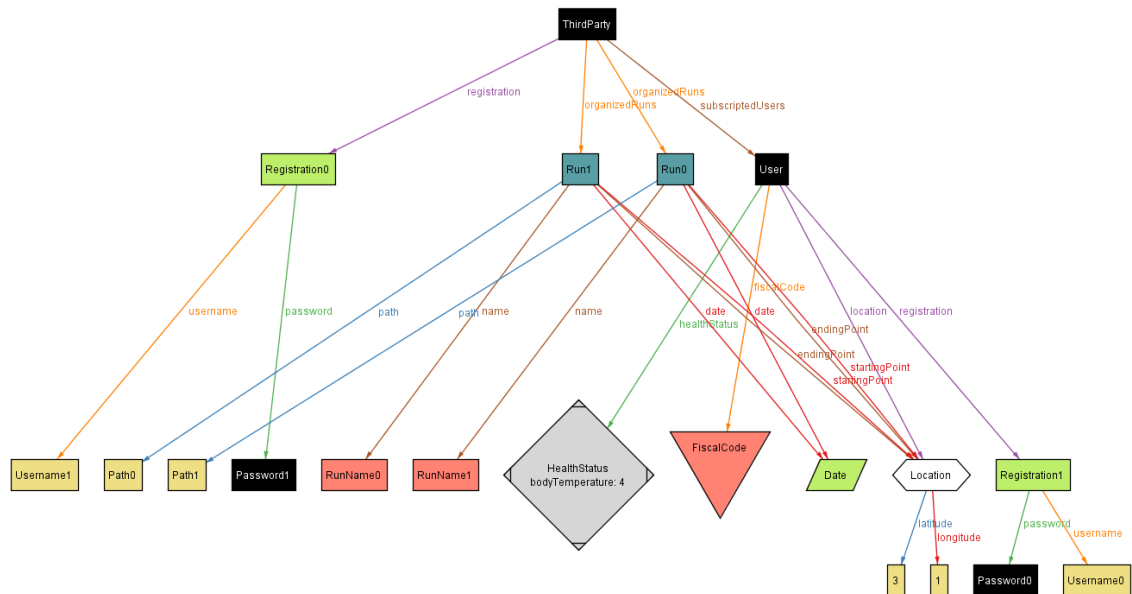 ThirdParty
registration
organizedRuns
organizedRuns
subscriptedUsers
Registration0
Run1
Run0
User
username
password
path
path
name
name
date
healthStatus
date
fiscalCode
location
registration
endingPoint
endingPoint
startingPoint
startingPoint
Username1
Path0
Path1
Password1
RunName0
RunName1
HealthStatus
bodyTemperature: 4
FiscalCode
Date
Location
Registration1
latitude
longitude
password
username
3
1
Password0
Username0